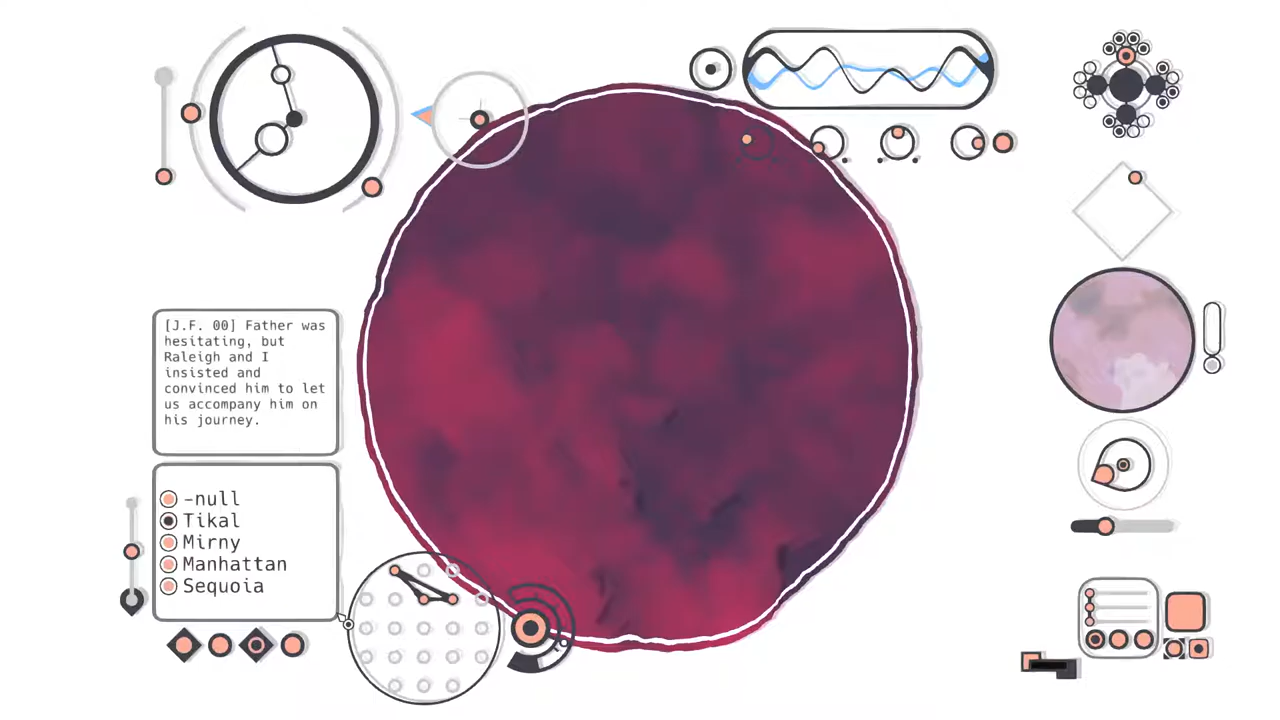 [J.F. 00] Father was
hesitating, but
Raleigh and I
insisted and
convinced him to let
us accompany him on
his journey.
-null
Tikal
Mirny
Manhattan
Sequoia